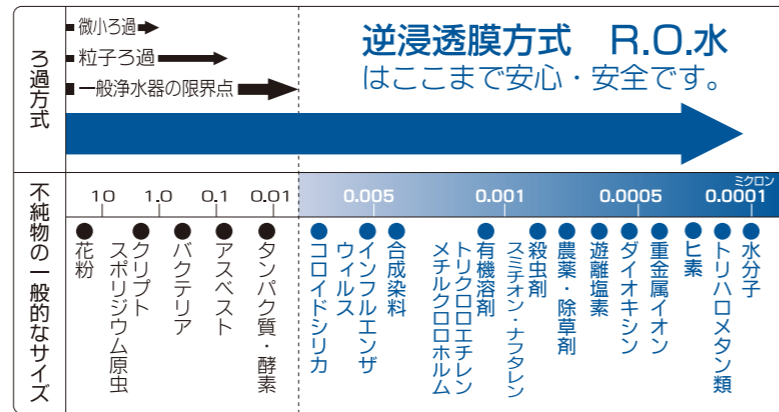 ろ過方式
微小ろ過
粒子ろ過
一般浄水器の限界点
逆浸透膜方式　R.O.水
はここまで安心・安全です。
不純物の一般的なサイズ
ミクロン
10 1.0 0.1 0.01 0.005 0.001 0.0005 0.0001
花粉
クリプト
スポリジウム原虫
バクテリア
アスベスト
タンパク質・酵素
コロイドシリカ
インフルエンザ
ウィルス
合成染料
有機溶剤
トリクロロエチレン
メチルクロロホルム
殺虫剤
スミチオン・ナフタレン
農薬・除草剤
遊離塩素
ダイオキシン
重金属イオン
ヒ素
トリハロメタン類
水分子